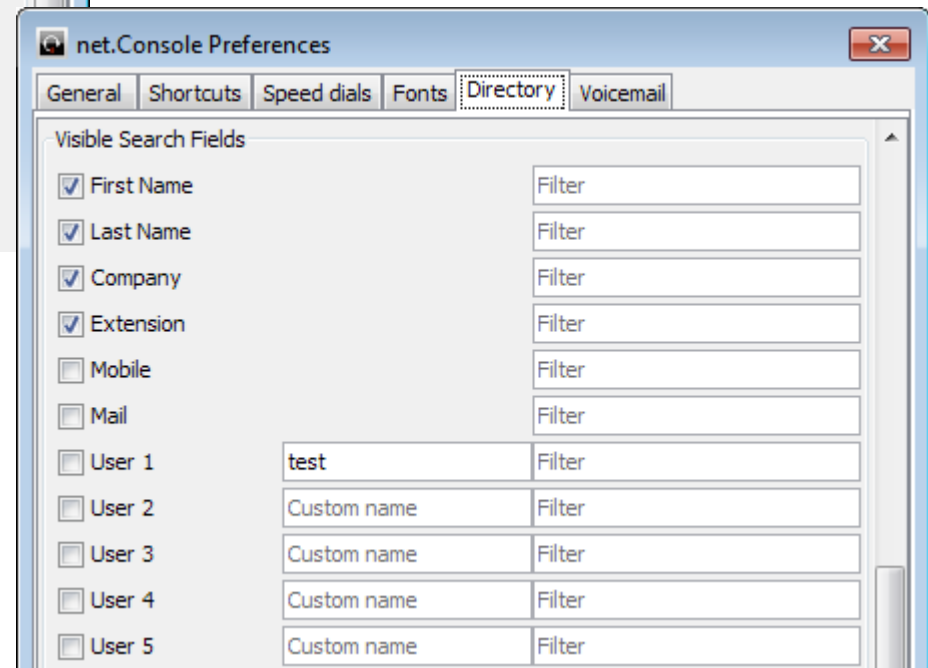 net.Console Preferences
General Shortcuts Speed dials Fonts Directory Voicemail
Visible Search Fields
First Name Filter
Last Name Filter
Company Filter
Extension Filter
Mobile Filter
Mail Filter
User 1 test Filter
User 2 Custom name Filter
User 3 Custom name Filter
User 4 Custom name Filter
User 5 Custom name Filter